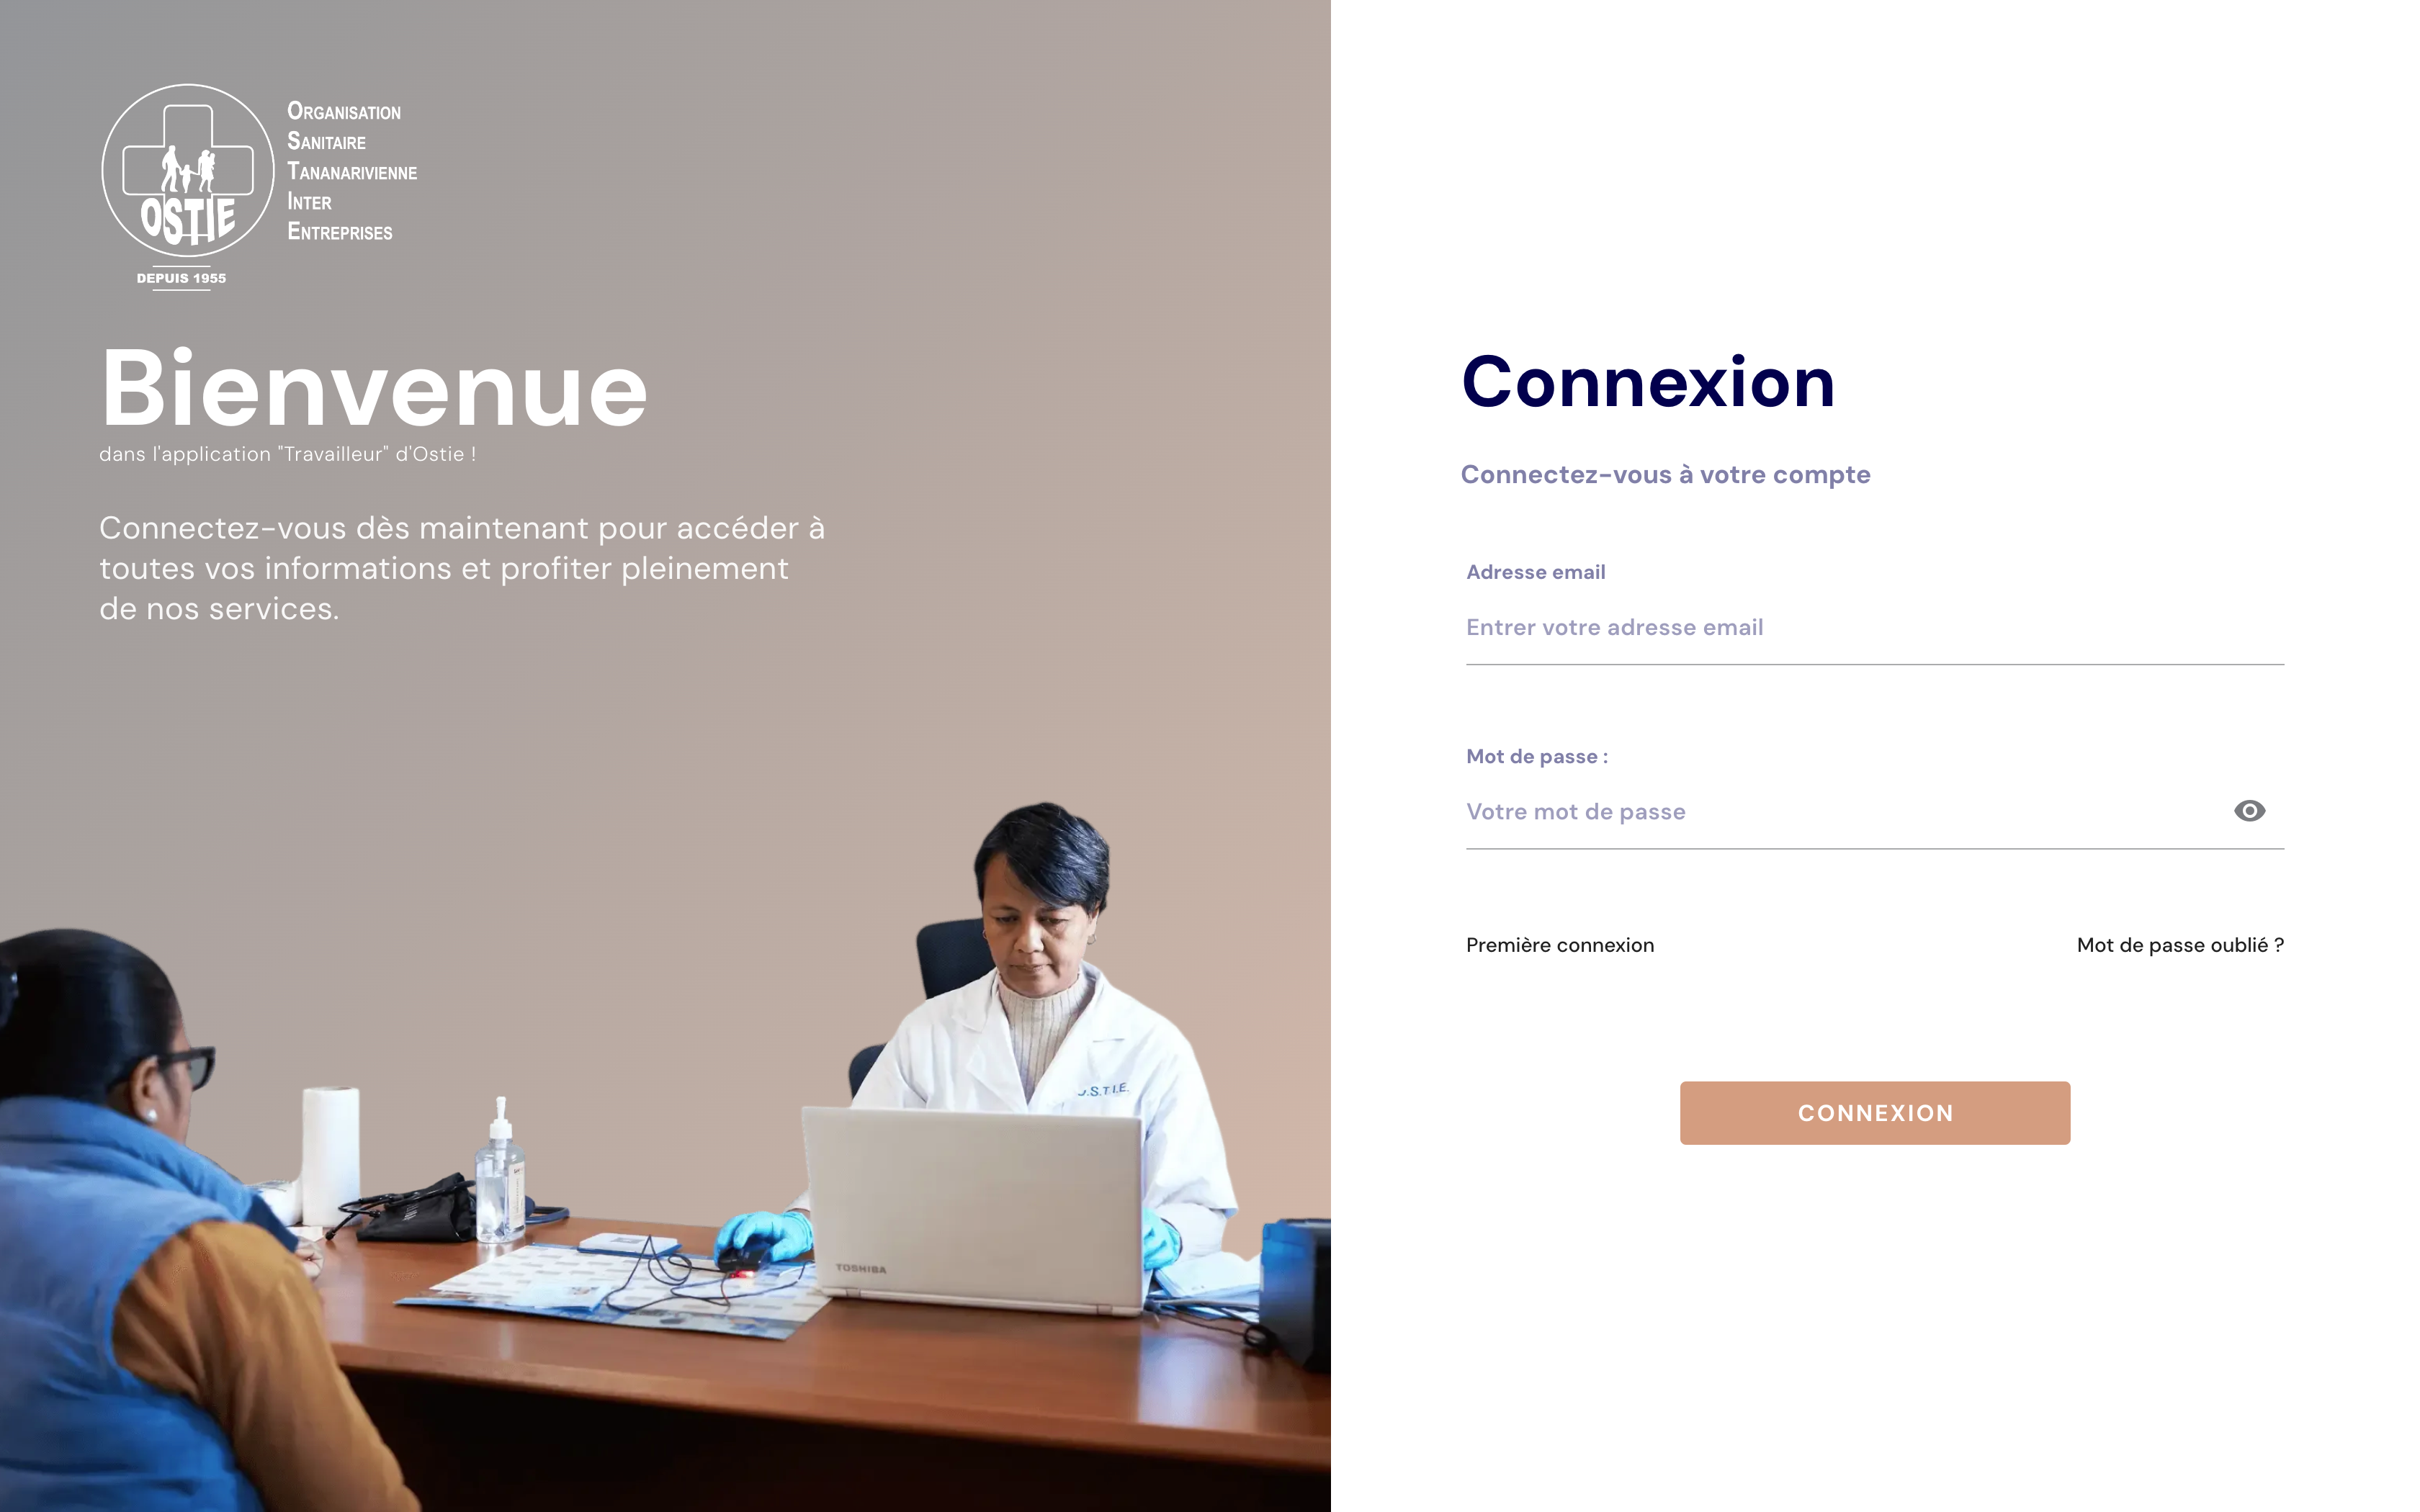 ORGANISATION
SANITAIRE
TANANARIVIENNE
INTER
ENTREPRISES
OSTIE
DEPUIS 1955
Bienvenue
dans l'application "Travailleur" d'Ostie !
Connectez-vous dès maintenant pour accéder à
toutes vos informations et profiter pleinement
de nos services.
O.S.T.I.E.
TOSHIBA
Connexion
Connectez-vous à votre compte
Adresse email
Entrer votre adresse email
Mot de passe :
Votre mot de passe
Première connexion
Mot de passe oublié ?
CONNEXION